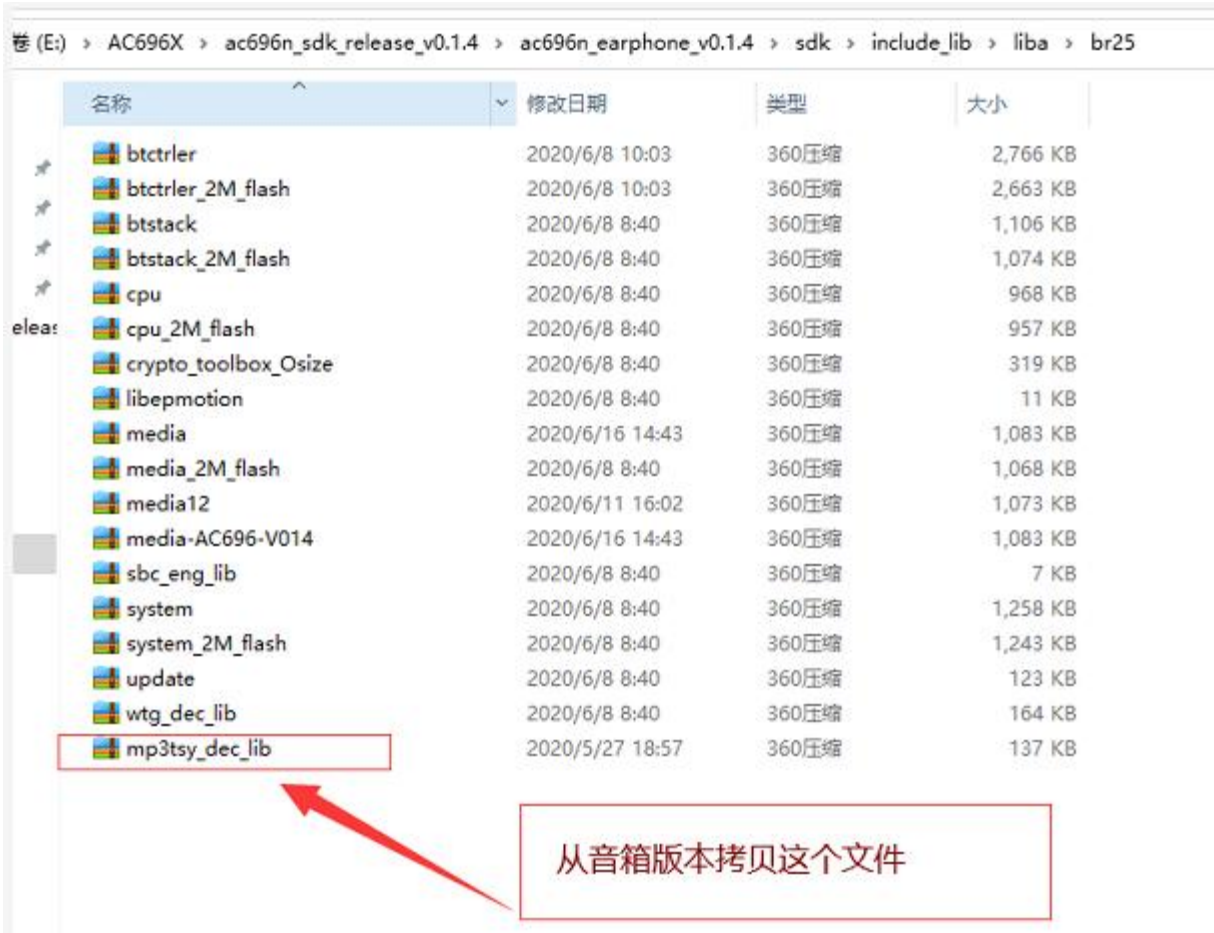 卷 (E:) › AC696X › ac696n_sdk_release_v0.1.4 › ac696n_earphone_v0.1.4 › sdk › include_lib › liba › br25
名称 修改日期 类型 大小
btctrler 2020/6/8 10:03 360压缩 2,766 KB
btctrler_2M_flash 2020/6/8 10:03 360压缩 2,663 KB
btstack 2020/6/8 8:40 360压缩 1,106 KB
btstack_2M_flash 2020/6/8 8:40 360压缩 1,074 KB
cpu 2020/6/8 8:40 360压缩 968 KB
eleas cpu_2M_flash 2020/6/8 8:40 360压缩 957 KB
crypto_toolbox_Osize 2020/6/8 8:40 360压缩 319 KB
libepmotion 2020/6/8 8:40 360压缩 11 KB
media 2020/6/16 14:43 360压缩 1,083 KB
media_2M_flash 2020/6/8 8:40 360压缩 1,068 KB
media12 2020/6/11 16:02 360压缩 1,073 KB
media-AC696-V014 2020/6/16 14:43 360压缩 1,083 KB
sbc_eng_lib 2020/6/8 8:40 360压缩 7 KB
system 2020/6/8 8:40 360压缩 1,258 KB
system_2M_flash 2020/6/8 8:40 360压缩 1,243 KB
update 2020/6/8 8:40 360压缩 123 KB
wtg_dec_lib 2020/6/8 8:40 360压缩 164 KB
mp3tsy_dec_lib 2020/5/27 18:57 360压缩 137 KB
从音箱版本拷贝这个文件